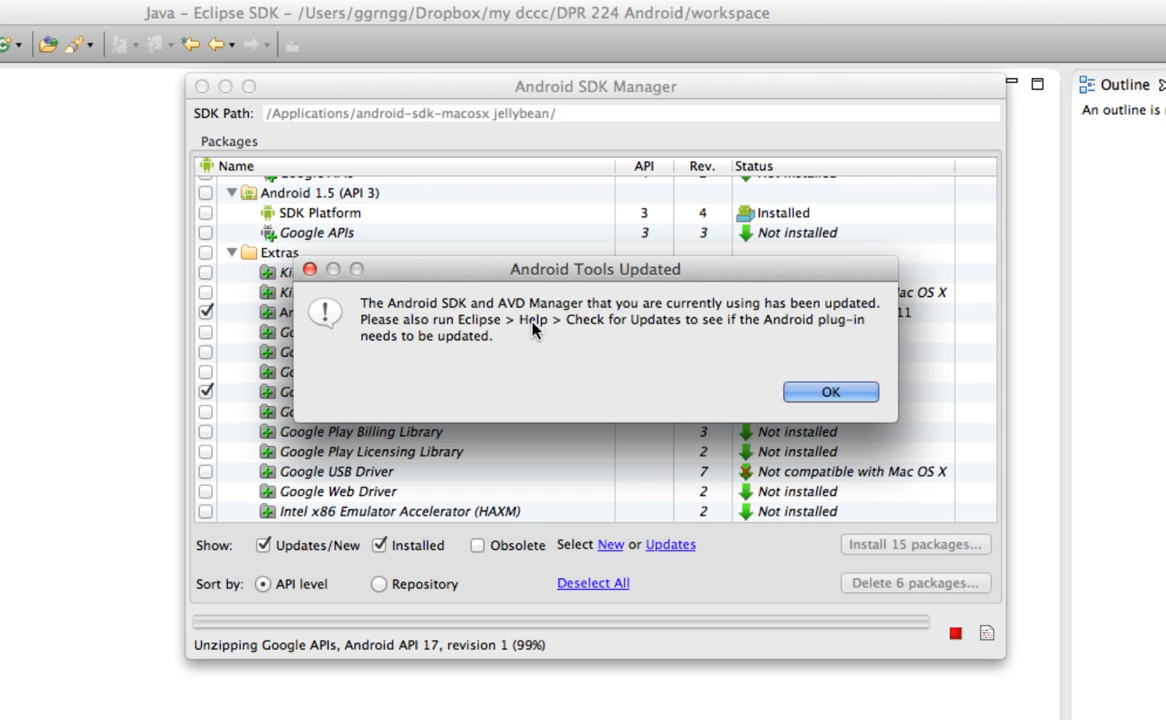 Java - Eclipse SDK - /Users/ggrngg/Dropbox/my dccc/DPR 224 Android/workspace
Android SDK Manager
Outline
SDK Path: /Applications/android-sdk-macosx jellybean/
An outline is
Packages
Name API Rev. Status
Android 1.5 (API 3)
SDK Platform 3 4 Installed
Google APIs 3 3 Not installed
Extras
Android Tools Updated
The Android SDK and AVD Manager that you are currently using has been updated.
Please also run Eclipse > Help > Check for Updates to see if the Android plug-in
needs to be updated.
OK
Mac OS X
11
Google Play Billing Library 3 Not installed
Google Play Licensing Library 2 Not installed
Google USB Driver 7 Not compatible with Mac OS X
Google Web Driver 2 Not installed
Intel x86 Emulator Accelerator (HAXM) 2 Not installed
Show: Updates/New Installed Obsolete Select New or Updates Install 15 packages...
Sort by: API level Repository Deselect All Delete 6 packages...
Unzipping Google APIs, Android API 17, revision 1 (99%)